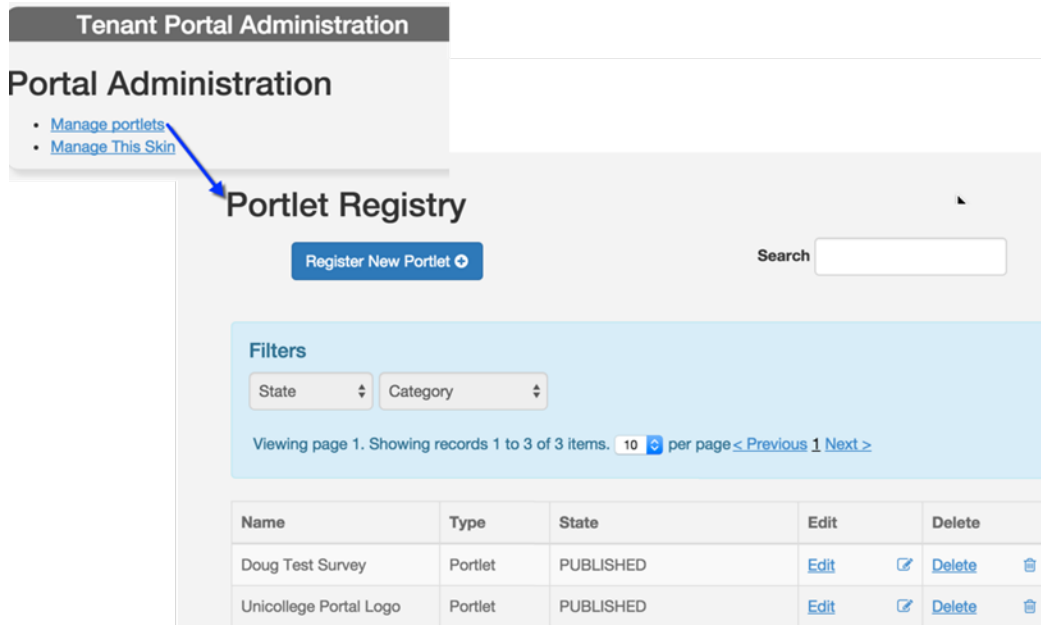 Tenant Portal Administration
Portal Administration
• Manage portlets
• Manage This Skin
Portlet Registry
Register New Portlet
Search
Filters
State Category
Viewing page 1. Showing records 1 to 3 of 3 items. 10 per page < Previous 1 Next >
Name Type State Edit Delete
Doug Test Survey Portlet PUBLISHED Edit Delete
Unicollege Portal Logo Portlet PUBLISHED Edit Delete